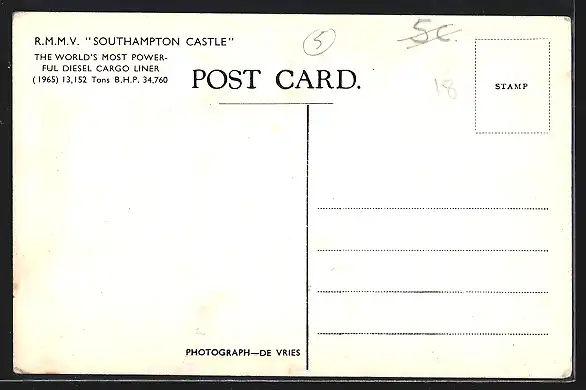 R.M.M.V. "SOUTHAMPTON CASTLE"
THE WORLD'S MOST POWER-
FUL DIESEL CARGO LINER
(1965) 13,152 Tons B.H.P. 34,760
5
5c.
POST CARD.
18
STAMP
PHOTOGRAPH—DE VRIES